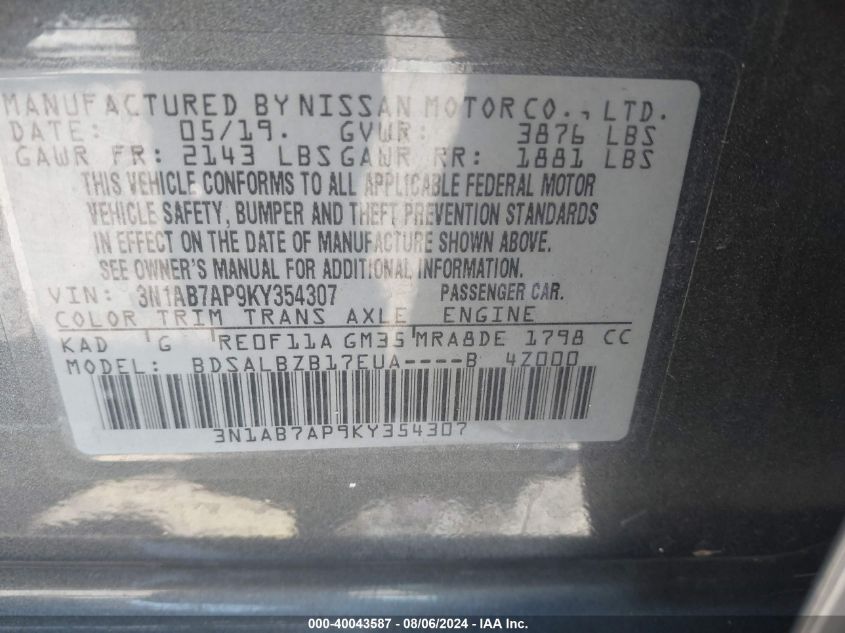 MANUFACTURED BY NISSAN MOTOR CO., LTD.
DATE: 05/19. GVWR: 3876 LBS
GAWR FR: 2143 LBS GAWR RR: 1881 LBS
THIS VEHICLE CONFORMS TO ALL APPLICABLE FEDERAL MOTOR
VEHICLE SAFETY, BUMPER AND THEFT PREVENTION STANDARDS
IN EFFECT ON THE DATE OF MANUFACTURE SHOWN ABOVE.
SEE OWNER'S MANUAL FOR ADDITIONAL INFORMATION.
VIN: 3N1AB7AP9KY354307 PASSENGER CAR.
COLOR TRIM TRANS AXLE ENGINE
KAD G RE0F11A GM35 MRA8DE 1798 CC
MODEL: BDSALBZB17EUA----B 4Z000
3N1AB7AP9KY354307
000-40043587 - 08/06/2024 - IAA Inc.